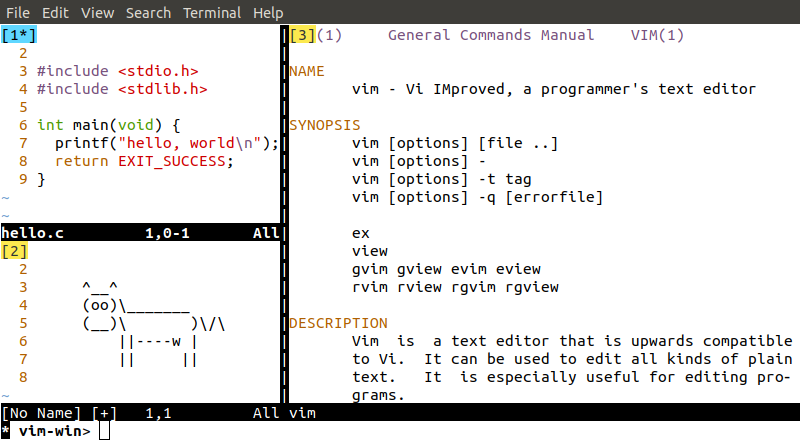 File Edit View Search Terminal Help
[1*]
2
3 #include <stdio.h>
4 #include <stdlib.h>
5
6 int main(void) {
7   printf("hello, world\n");
8   return EXIT_SUCCESS;
9 }
~
~
hello.c 1,0-1 All
[2]
2
3      ^__^
4      (oo)\_______
5      (__)\       )\/\
6          ||----w |
7          ||     ||
8
~
[No Name] [+] 1,1 All
[3](1) General Commands Manual VIM(1)
NAME
vim - Vi IMproved, a programmer's text editor
SYNOPSIS
vim [options] [file ..]
vim [options] -
vim [options] -t tag
vim [options] -q [errorfile]
ex
view
gvim gview evim eview
rvim rview rgvim rgview
DESCRIPTION
Vim  is  a text editor that is upwards compatible
to Vi.  It can be used to edit all kinds of plain
text.   It  is especially useful for editing pro-
grams.
vim
* vim-win>